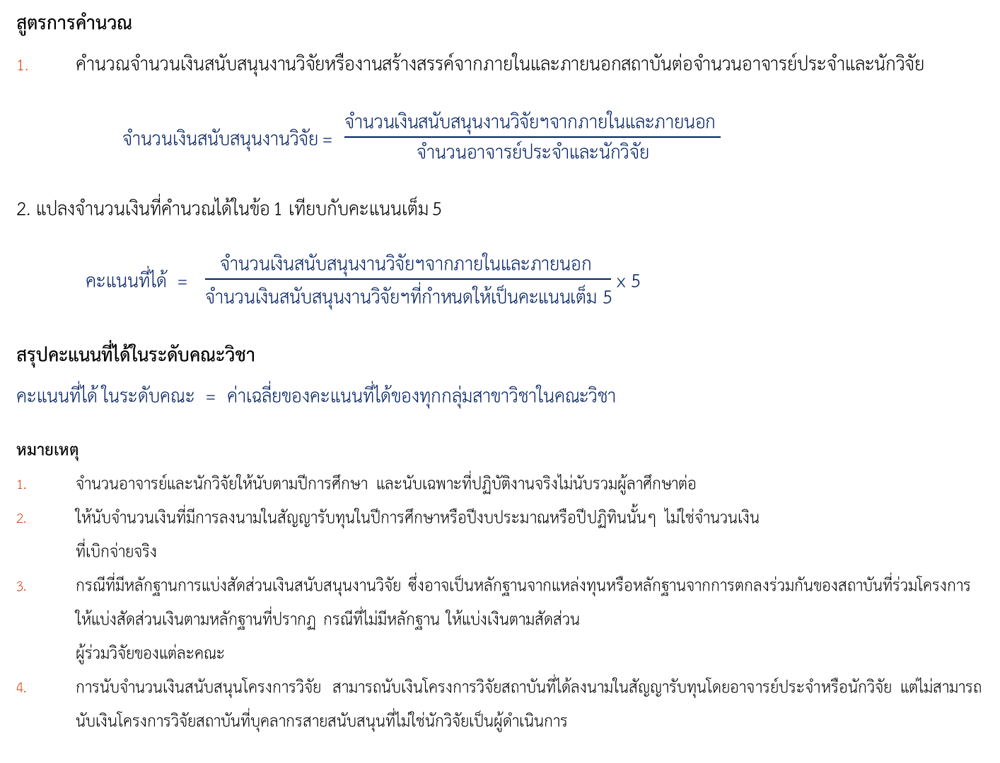 สูตรการคำนวณ
1. คำนวณจำนวนเงินสนับสนุนงานวิจัยหรืองานสร้างสรรค์จากภายในและภายนอกสถาบันต่อจำนวนอาจารย์ประจำและนักวิจัย
จำนวนเงินสนับสนุนงานวิจัยฯจากภายในและภายนอก
จำนวนเงินสนับสนุนงานวิจัย =
จำนวนอาจารย์ประจำและนักวิจัย
2. แปลงจำนวนเงินที่คำนวณได้ในข้อ 1 เทียบกับคะแนนเต็ม 5
จำนวนเงินสนับสนุนงานวิจัยฯจากภายในและภายนอก
คะแนนที่ได้ = x 5
จำนวนเงินสนับสนุนงานวิจัยฯที่กำหนดให้เป็นคะแนนเต็ม 5
สรุปคะแนนที่ได้ในระดับคณะวิชา
คะแนนที่ได้ ในระดับคณะ = ค่าเฉลี่ยของคะแนนที่ได้ของทุกกลุ่มสาขาวิชาในคณะวิชา
หมายเหตุ
1. จำนวนอาจารย์และนักวิจัยให้นับตามปีการศึกษา และนับเฉพาะที่ปฏิบัติงานจริงไม่นับรวมผู้ลาศึกษาต่อ
2. ให้นับจำนวนเงินที่มีการลงนามในสัญญารับทุนในปีการศึกษาหรือปีงบประมาณหรือปีปฏิทินนั้นๆ ไม่ใช่จำนวนเงิน
ที่เบิกจ่ายจริง
3. กรณีที่มีหลักฐานการแบ่งสัดส่วนเงินสนับสนุนงานวิจัย ซึ่งอาจเป็นหลักฐานจากแหล่งทุนหรือหลักฐานจากการตกลงร่วมกันของสถาบันที่ร่วมโครงการ
ให้แบ่งสัดส่วนเงินตามหลักฐานที่ปรากฏ กรณีที่ไม่มีหลักฐาน ให้แบ่งเงินตามสัดส่วน
ผู้ร่วมวิจัยของแต่ละคณะ
4. การนับจำนวนเงินสนับสนุนโครงการวิจัย สามารถนับเงินโครงการวิจัยสถาบันที่ได้ลงนามในสัญญารับทุนโดยอาจารย์ประจำหรือนักวิจัย แต่ไม่สามารถ
นับเงินโครงการวิจัยสถาบันที่บุคลากรสายสนับสนุนที่ไม่ใช่นักวิจัยเป็นผู้ดำเนินการ